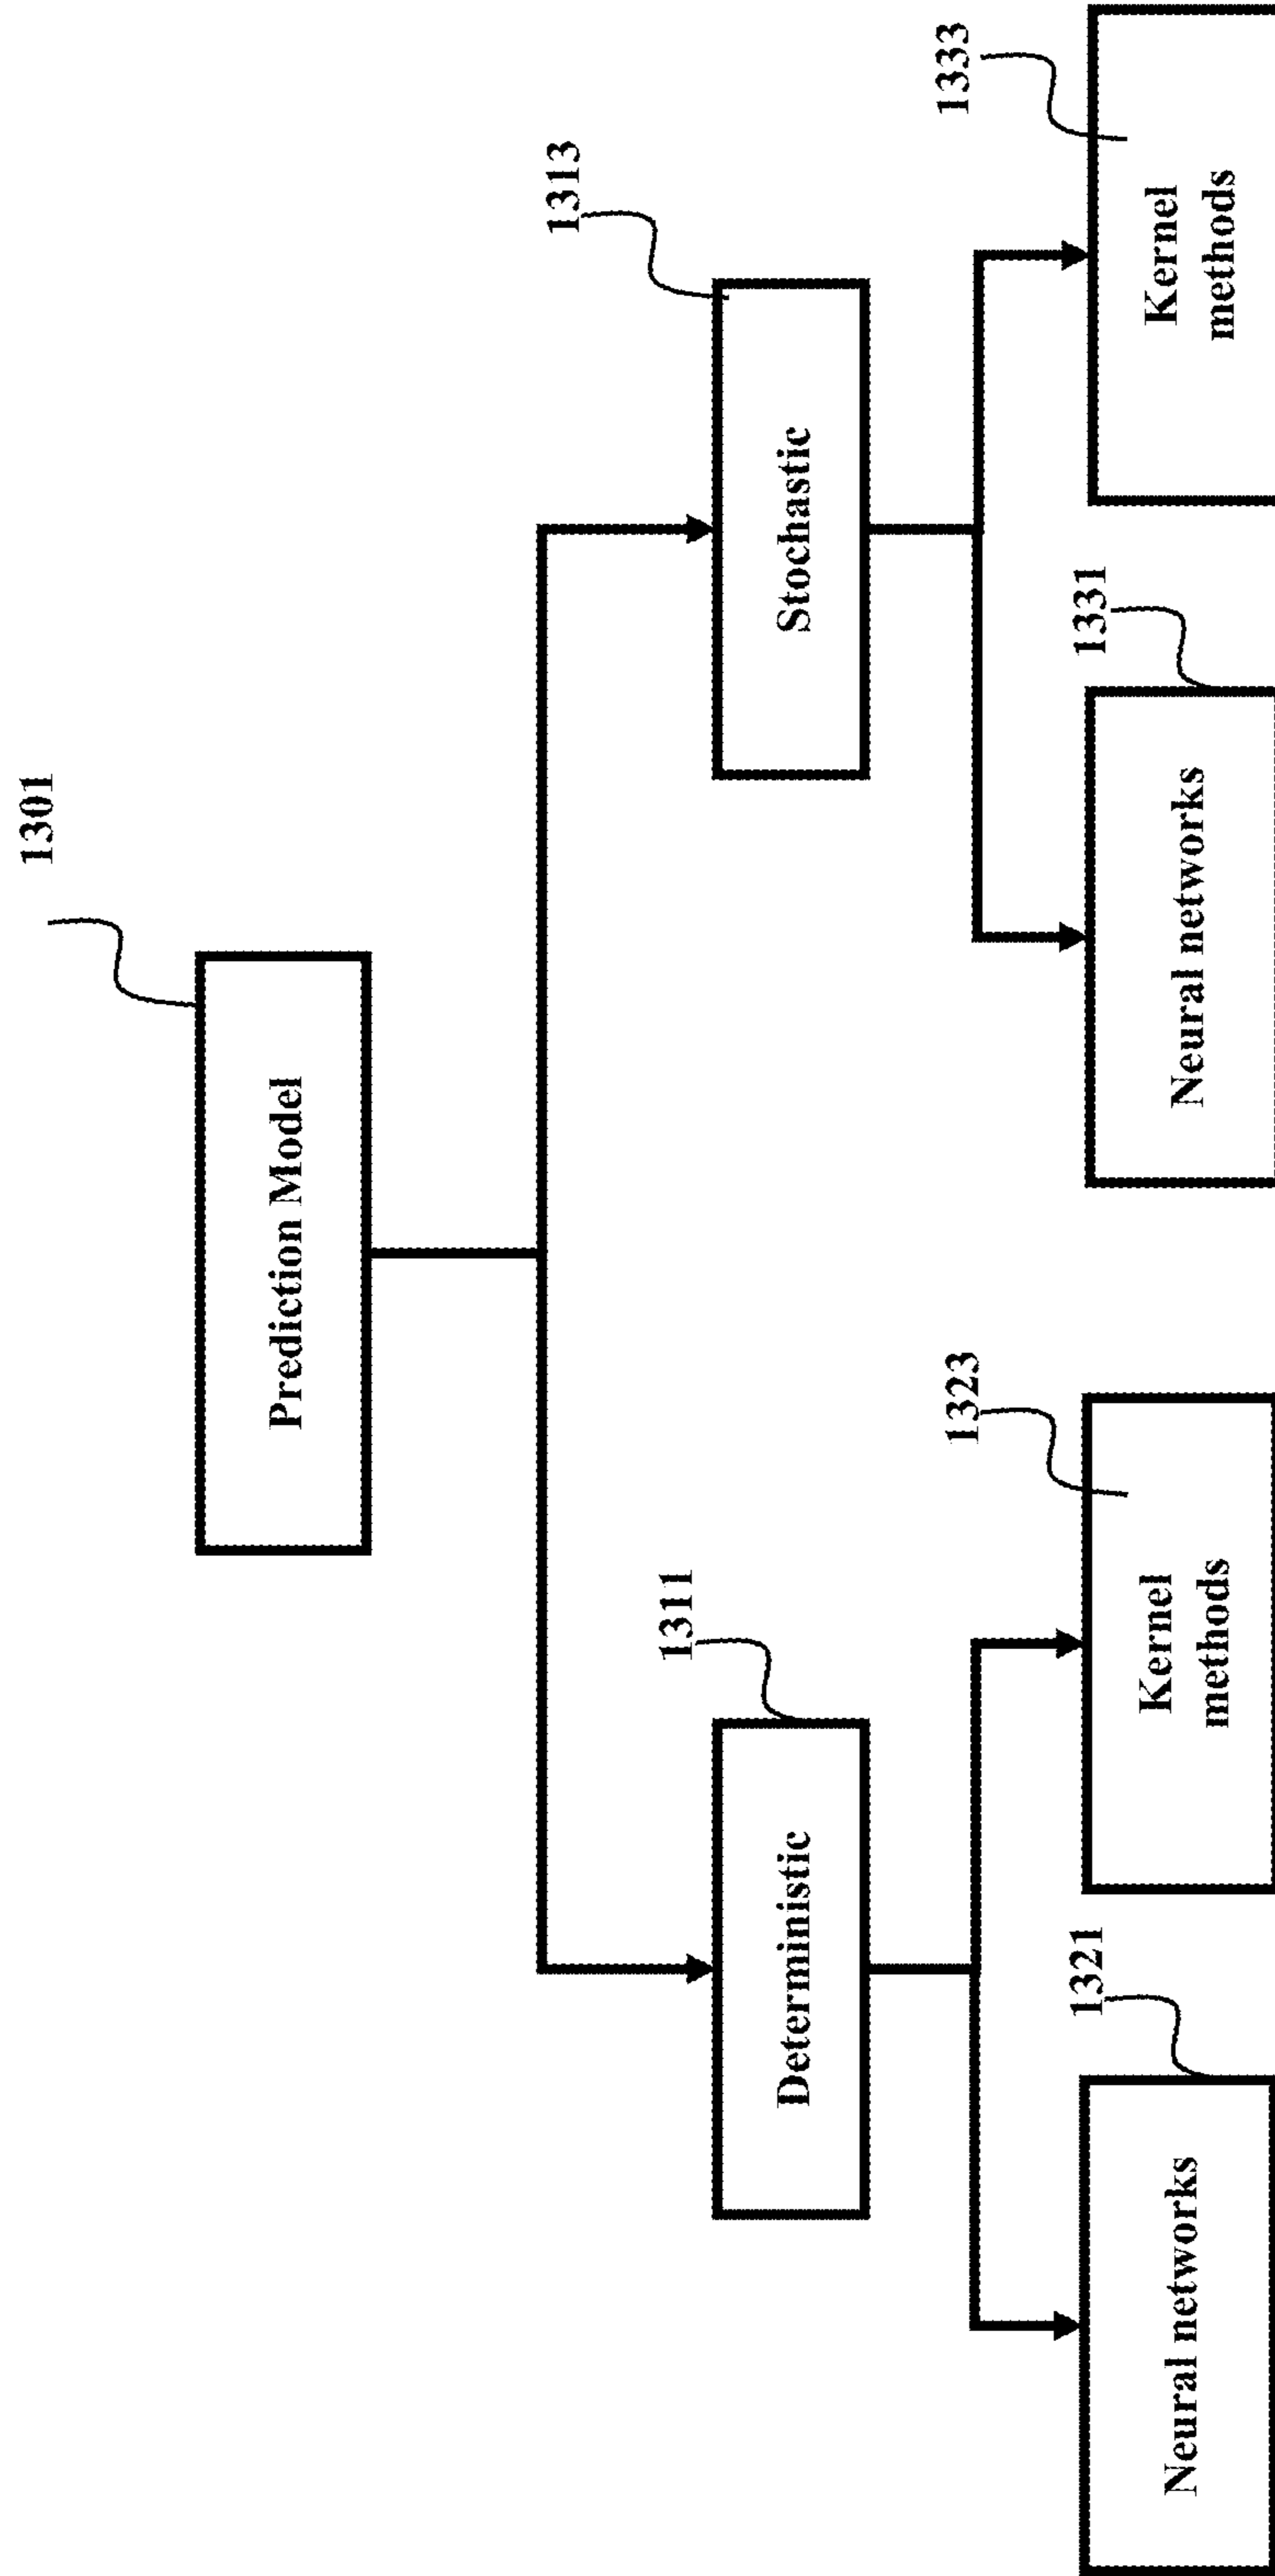 1301
Prediction Model
1311
Deterministic
1313
Stochastic
1321
Neural networks
1323
Kernel
methods
1331
Neural networks
1333
Kernel
methods